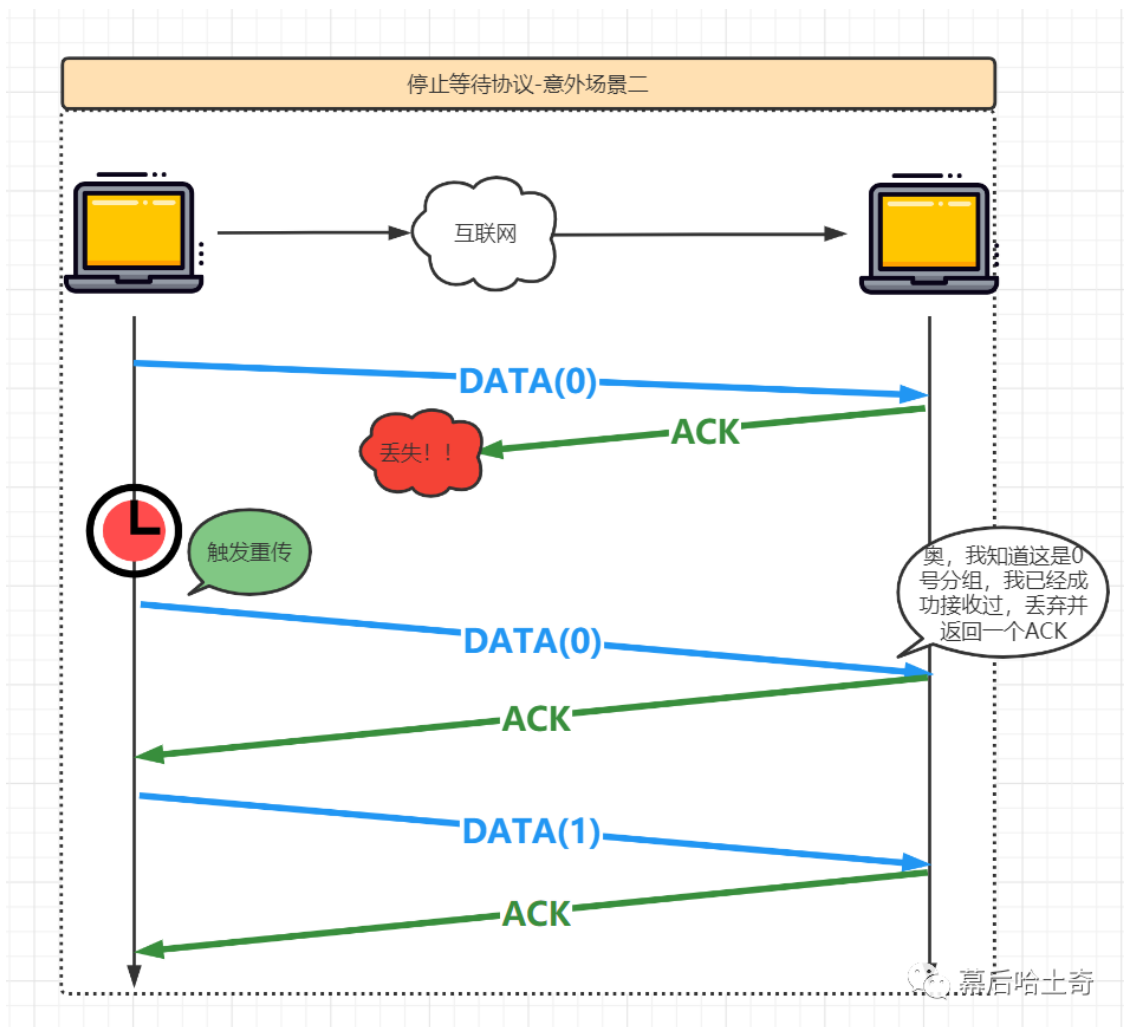 停止等待协议-意外场景二
互联网
DATA(0)
ACK
丢失！！
触发重传
奥，我知道这是0
号分组，我已经成
功接收过，丢弃并
返回一个ACK
DATA(0)
ACK
DATA(1)
ACK
幕后哈土奇